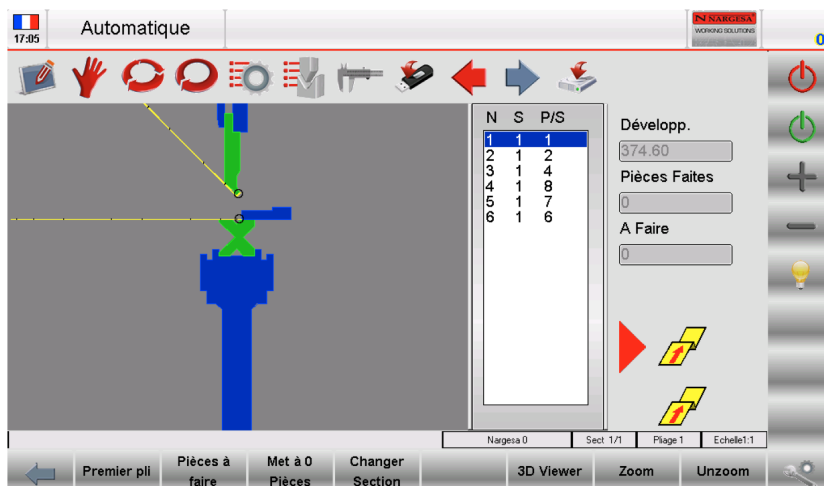 17:05
Automatique
N NARGESA
WORKING SOLUTIONS
0
N S P/S
1 1 1
2 1 2
3 1 4
4 1 8
5 1 7
6 1 6
Développ.
374.60
Pièces Faites
0
A Faire
0
Nargesa 0
Sect 1/1
Pliage 1
Echelle1:1
Premier pli
Pièces à
faire
Met à 0
Pièces
Changer
Section
3D Viewer
Zoom
Unzoom